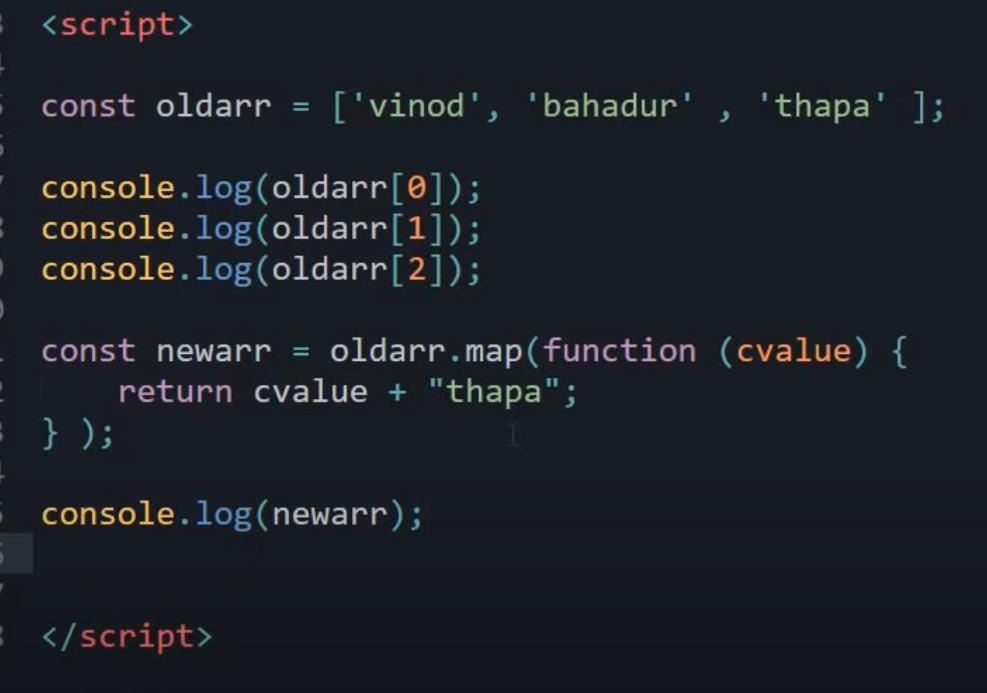 <script>
const oldarr = ['vinod', 'bahadur' , 'thapa' ];
console.log(oldarr[0]);
console.log(oldarr[1]);
console.log(oldarr[2]);
const newarr = oldarr.map(function (cvalue) {
    return cvalue + "thapa";
} );
console.log(newarr);
</script>